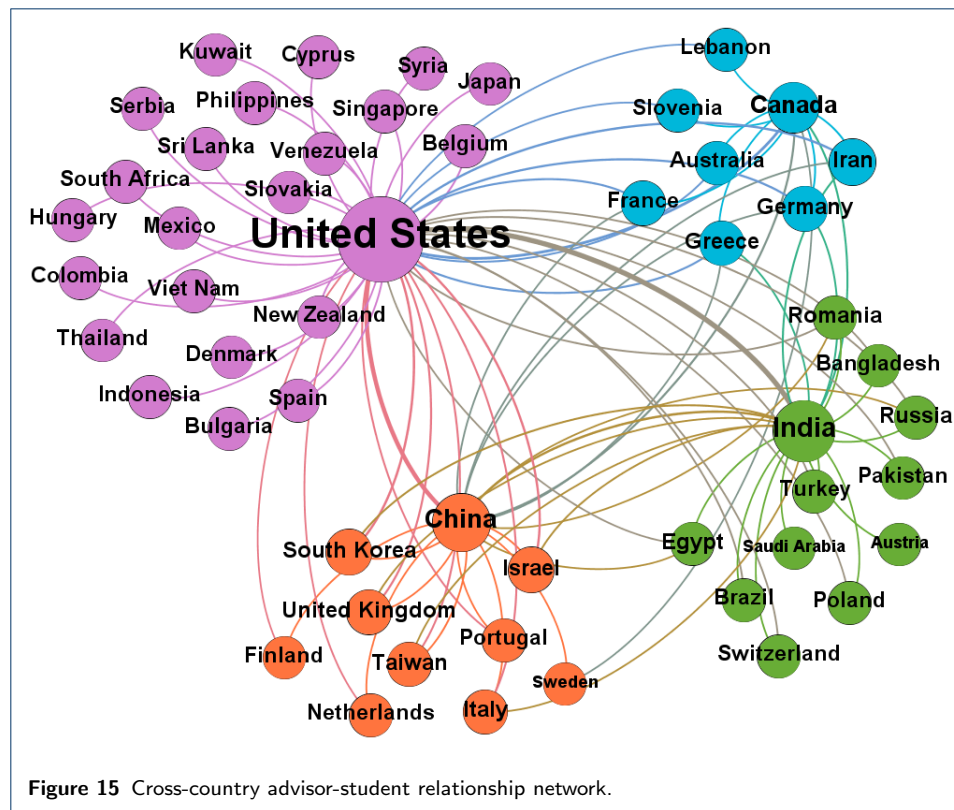 Kuwait
Cyprus
Syria
Japan
Serbia
Philippines
Singapore
Sri Lanka
Venezuela
Belgium
South Africa
Slovakia
Hungary
Mexico
United States
Colombia
Viet Nam
New Zealand
Thailand
Denmark
Indonesia
Spain
Bulgaria
Lebanon
Slovenia
Canada
Australia
Iran
France
Germany
Greece
Romania
Bangladesh
India
Russia
Turkey
Pakistan
Egypt
Saudi Arabia
Austria
Brazil
Poland
Switzerland
China
South Korea
Israel
United Kingdom
Portugal
Finland
Taiwan
Sweden
Netherlands
Italy
Figure 15 Cross-country advisor-student relationship network.